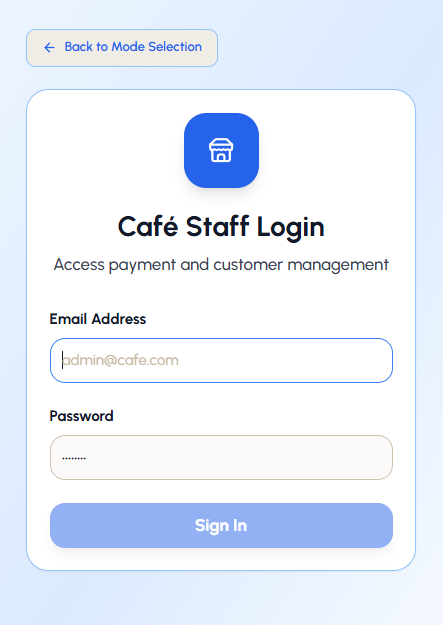 ← Back to Mode Selection
Café Staff Login
Access payment and customer management
Email Address
admin@cafe.com
Password
········
Sign In